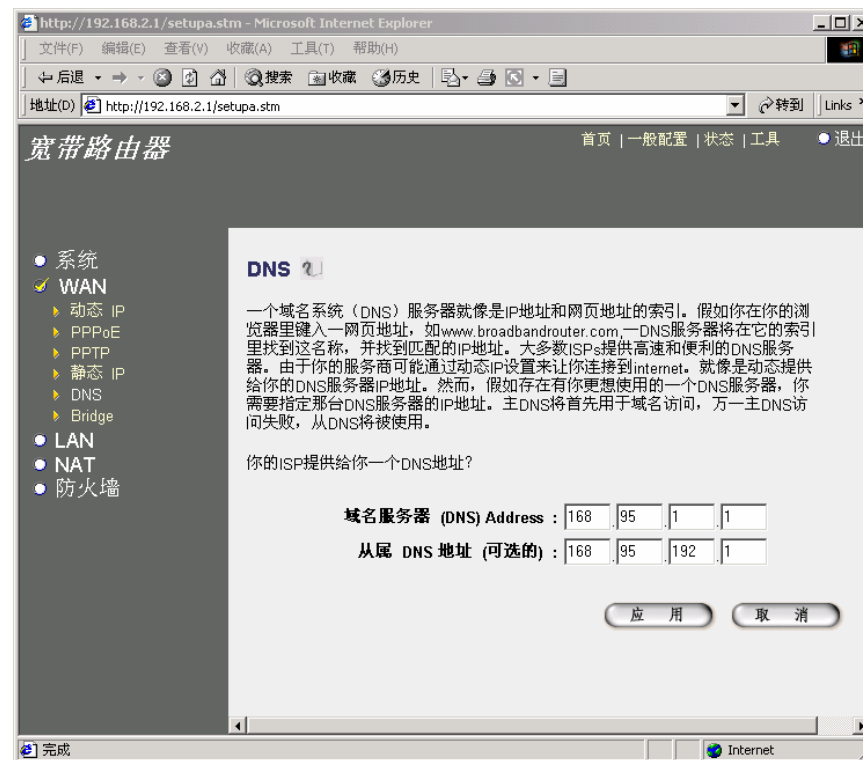 http://192.168.2.1/setupa.stm - Microsoft Internet Explorer
文件(F) 编辑(E) 查看(V) 收藏(A) 工具(T) 帮助(H)
后退 搜索 收藏 历史
地址(D) http://192.168.2.1/setupa.stm 转到 Links
宽带路由器
首页 | 一般配置 | 状态 | 工具 退出
系统
WAN
动态 IP
PPPoE
PPTP
静态 IP
DNS
Bridge
LAN
NAT
防火墙
DNS
一个域名系统（DNS）服务器就像是IP地址和网页地址的索引。假如你在你的浏
览器里键入一网页地址，如www.broadbandrouter.com,一DNS服务器将在它的索引
里找到这名称，并找到匹配的IP地址。大多数ISPs提供高速和便利的DNS服务
器。由于你的服务商可能通过动态IP设置来让你连接到internet。就像是动态提供
给你的DNS服务器IP地址。然而，假如存在有你更想使用的一个DNS服务器，你
需要指定那台DNS服务器的IP地址。主DNS将首先用于域名访问，万一主DNS访
问失败，从DNS将被使用。
你的ISP提供给你一个DNS地址?
域名服务器 (DNS) Address : 168 .95 .1 .1
从属 DNS 地址 (可选的) : 168 .95 .192 .1
应 用 取 消
完成 Internet